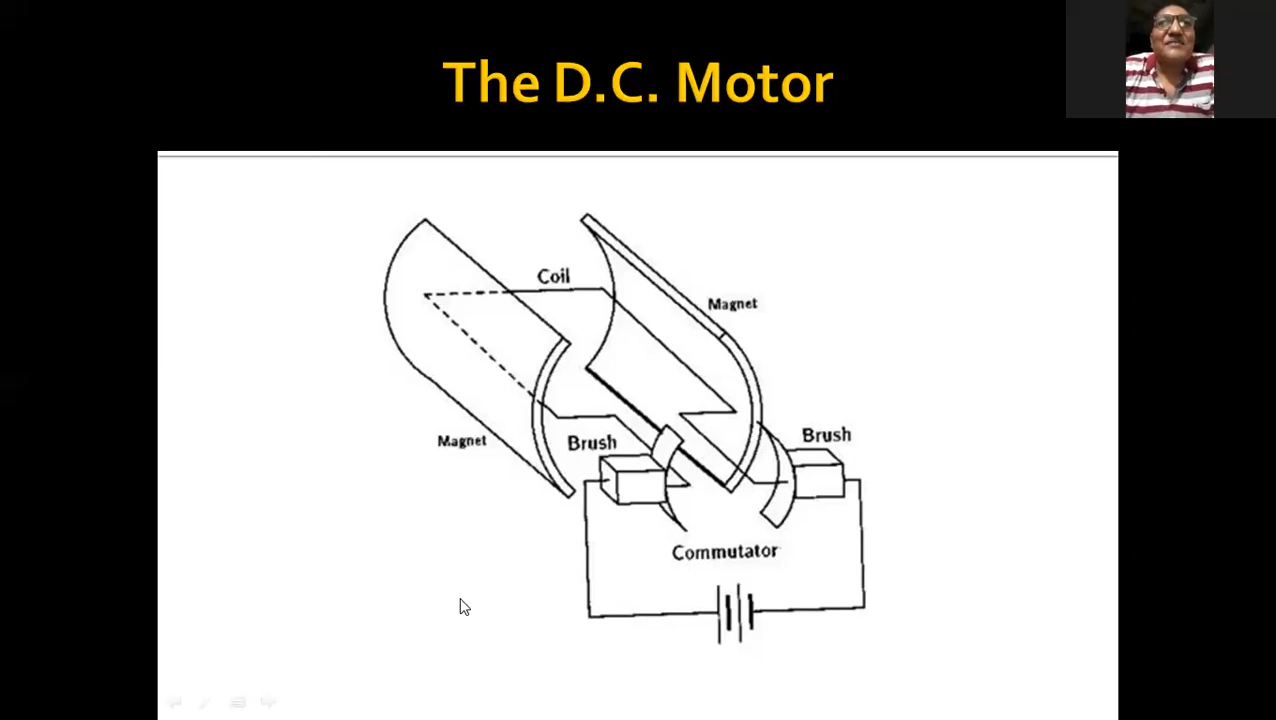 The D.C. Motor
Coil
Magnet
Magnet
Brush
Brush
Commutator